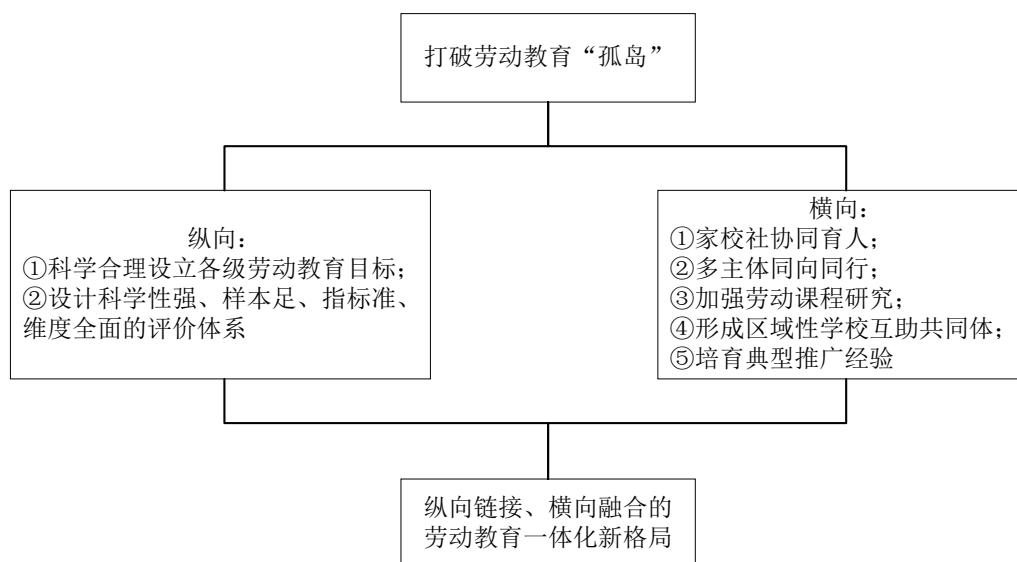 打破劳动教育“孤岛”
纵向：
①科学合理设立各级劳动教育目标；
②设计科学性强、样本足、指标准、
维度全面的评价体系
横向：
①家校社协同育人；
②多主体同向同行；
③加强劳动课程研究；
④形成区域性学校互助共同体；
⑤培育典型推广经验
纵向链接、横向融合的
劳动教育一体化新格局